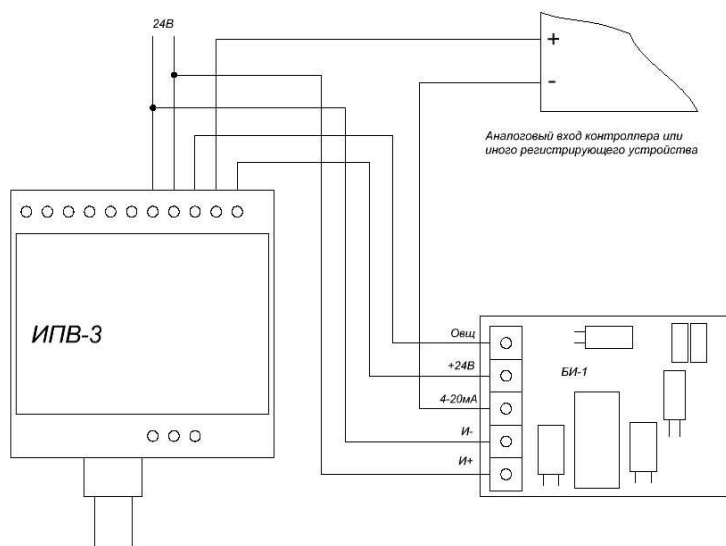 24В
+
-
Аналоговый вход контроллера или
иного регистрирующего устройства
ИПВ-3
Овщ
+24В
БИ-1
4-20мА
И-
И+